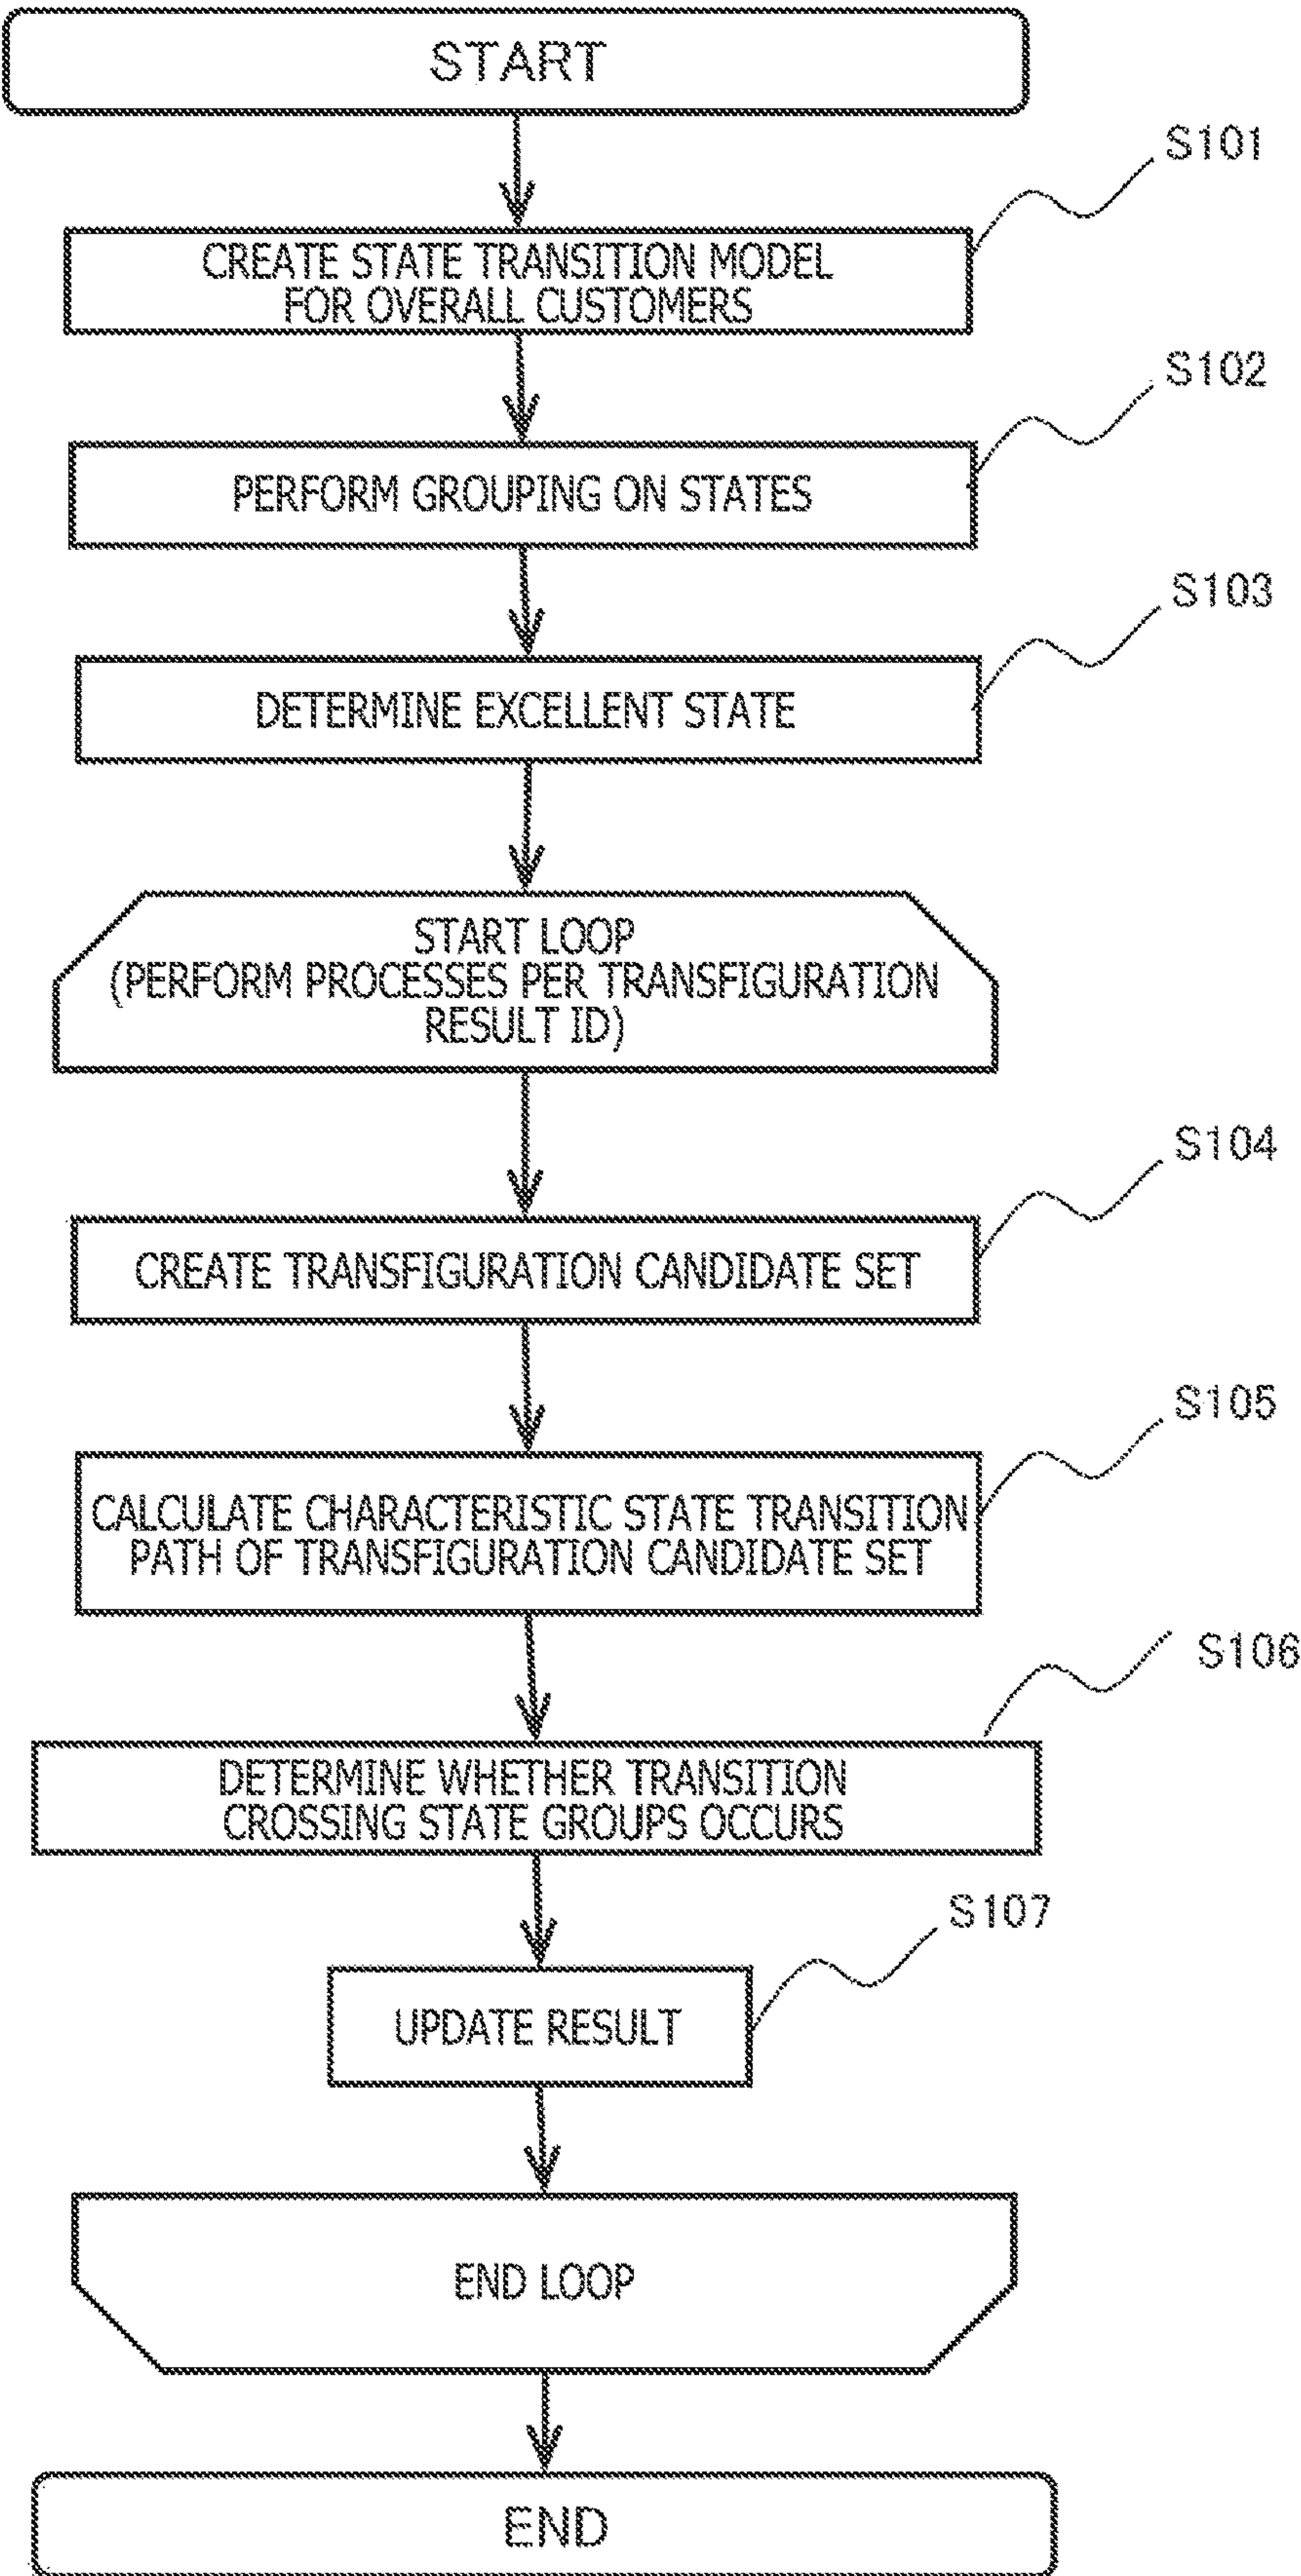 START
S101
CREATE STATE TRANSITION MODEL
FOR OVERALL CUSTOMERS
S102
PERFORM GROUPING ON STATES
S103
DETERMINE EXCELLENT STATE
START LOOP
(PERFORM PROCESSES PER TRANSFIGURATION
RESULT ID)
S104
CREATE TRANSFIGURATION CANDIDATE SET
S105
CALCULATE CHARACTERISTIC STATE TRANSITION
PATH OF TRANSFIGURATION CANDIDATE SET
S106
DETERMINE WHETHER TRANSITION
CROSSING STATE GROUPS OCCURS
S107
UPDATE RESULT
END LOOP
END